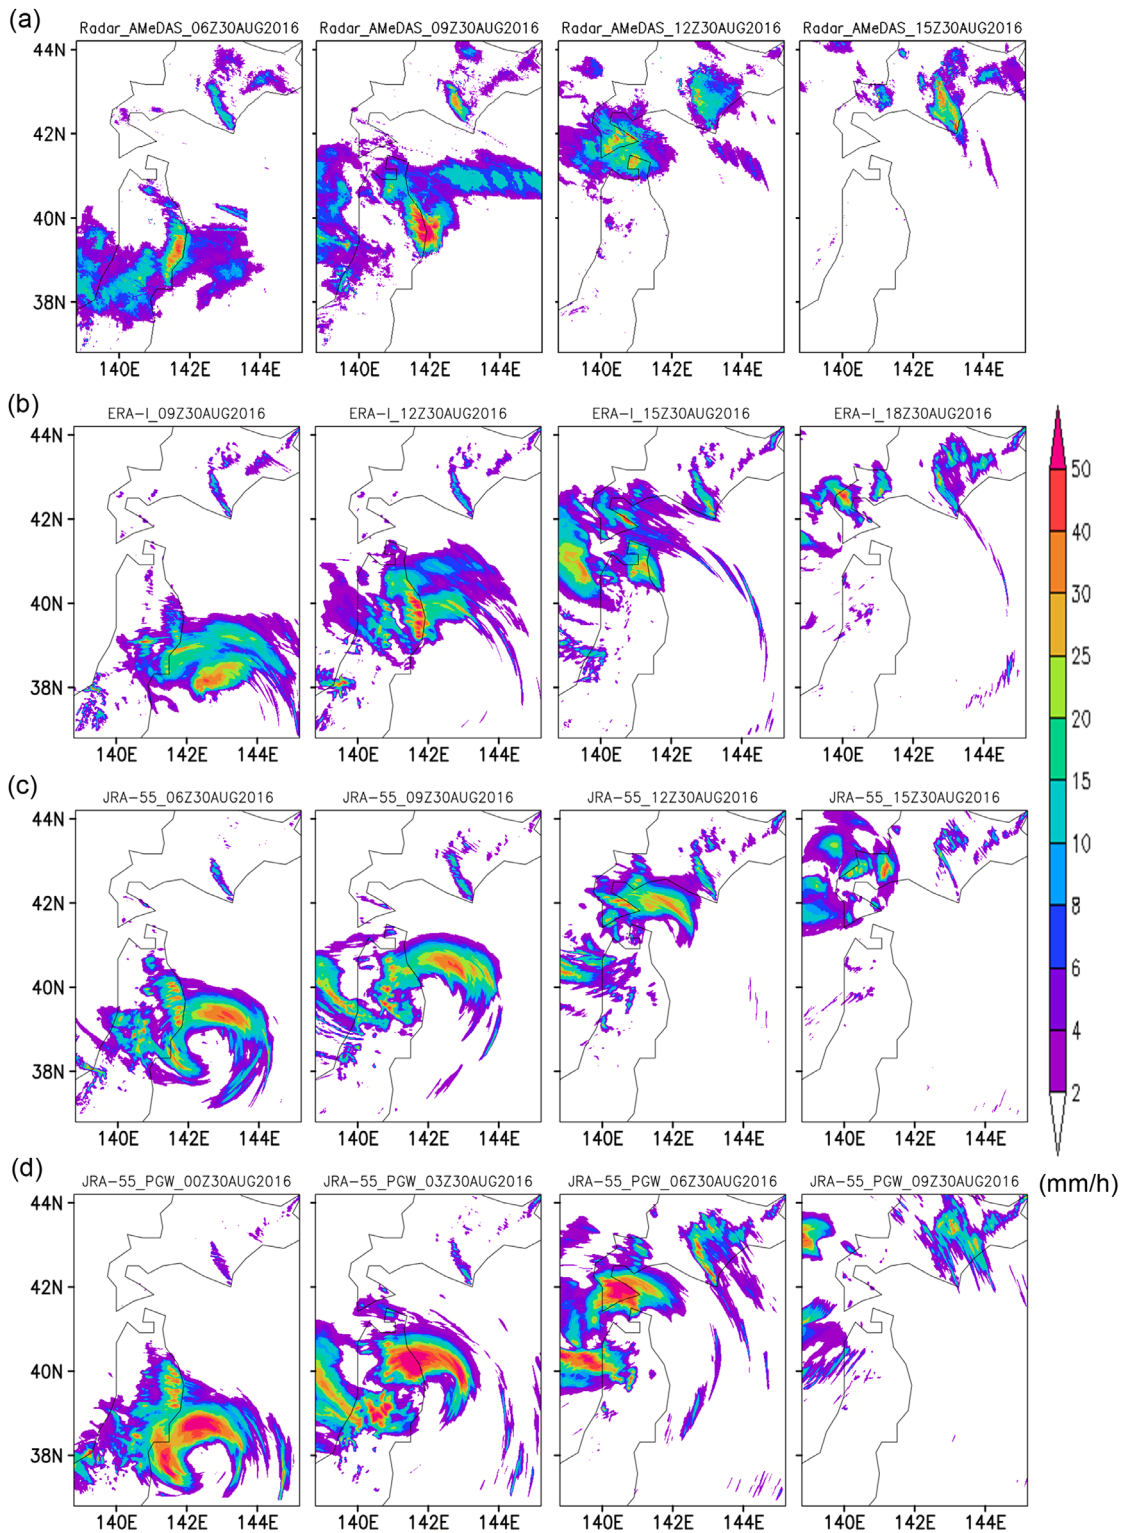 (a)
Radar_AMeDAS_06Z30AUG2016 Radar_AMeDAS_09Z30AUG2016 Radar_AMeDAS_12Z30AUG2016 Radar_AMeDAS_15Z30AUG2016
44N
42N
40N
38N
140E 142E 144E 140E 142E 144E 140E 142E 144E 140E 142E 144E
(b)
ERA-I_09Z30AUG2016 ERA-I_12Z30AUG2016 ERA-I_15Z30AUG2016 ERA-I_18Z30AUG2016
44N
42N
40N
38N
140E 142E 144E 140E 142E 144E 140E 142E 144E 140E 142E 144E
(c)
JRA-55_06Z30AUG2016 JRA-55_09Z30AUG2016 JRA-55_12Z30AUG2016 JRA-55_15Z30AUG2016
44N
42N
40N
38N
140E 142E 144E 140E 142E 144E 140E 142E 144E 140E 142E 144E
(d)
JRA-55_PGW_00Z30AUG2016 JRA-55_PGW_03Z30AUG2016 JRA-55_PGW_06Z30AUG2016 JRA-55_PGW_09Z30AUG2016
44N
42N
40N
38N
140E 142E 144E 140E 142E 144E 140E 142E 144E 140E 142E 144E
50
40
30
25
20
15
10
8
6
4
2
(mm/h)